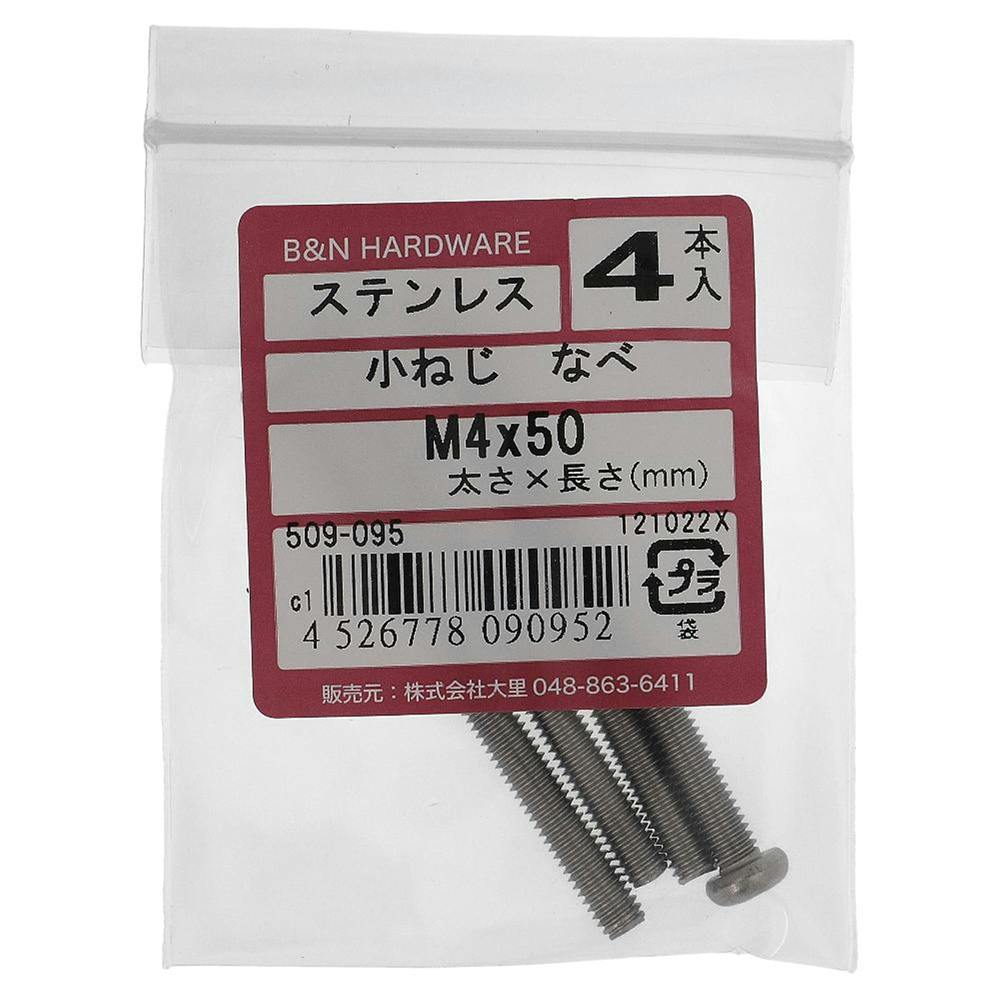 B&N HARDWARE
ステンレス
4本入
小ねじ なべ
M4x50
太さ×長さ(mm)
509-095
121022X
c1
4 526778 090952
プラ
袋
販売元：株式会社大里 048-863-6411